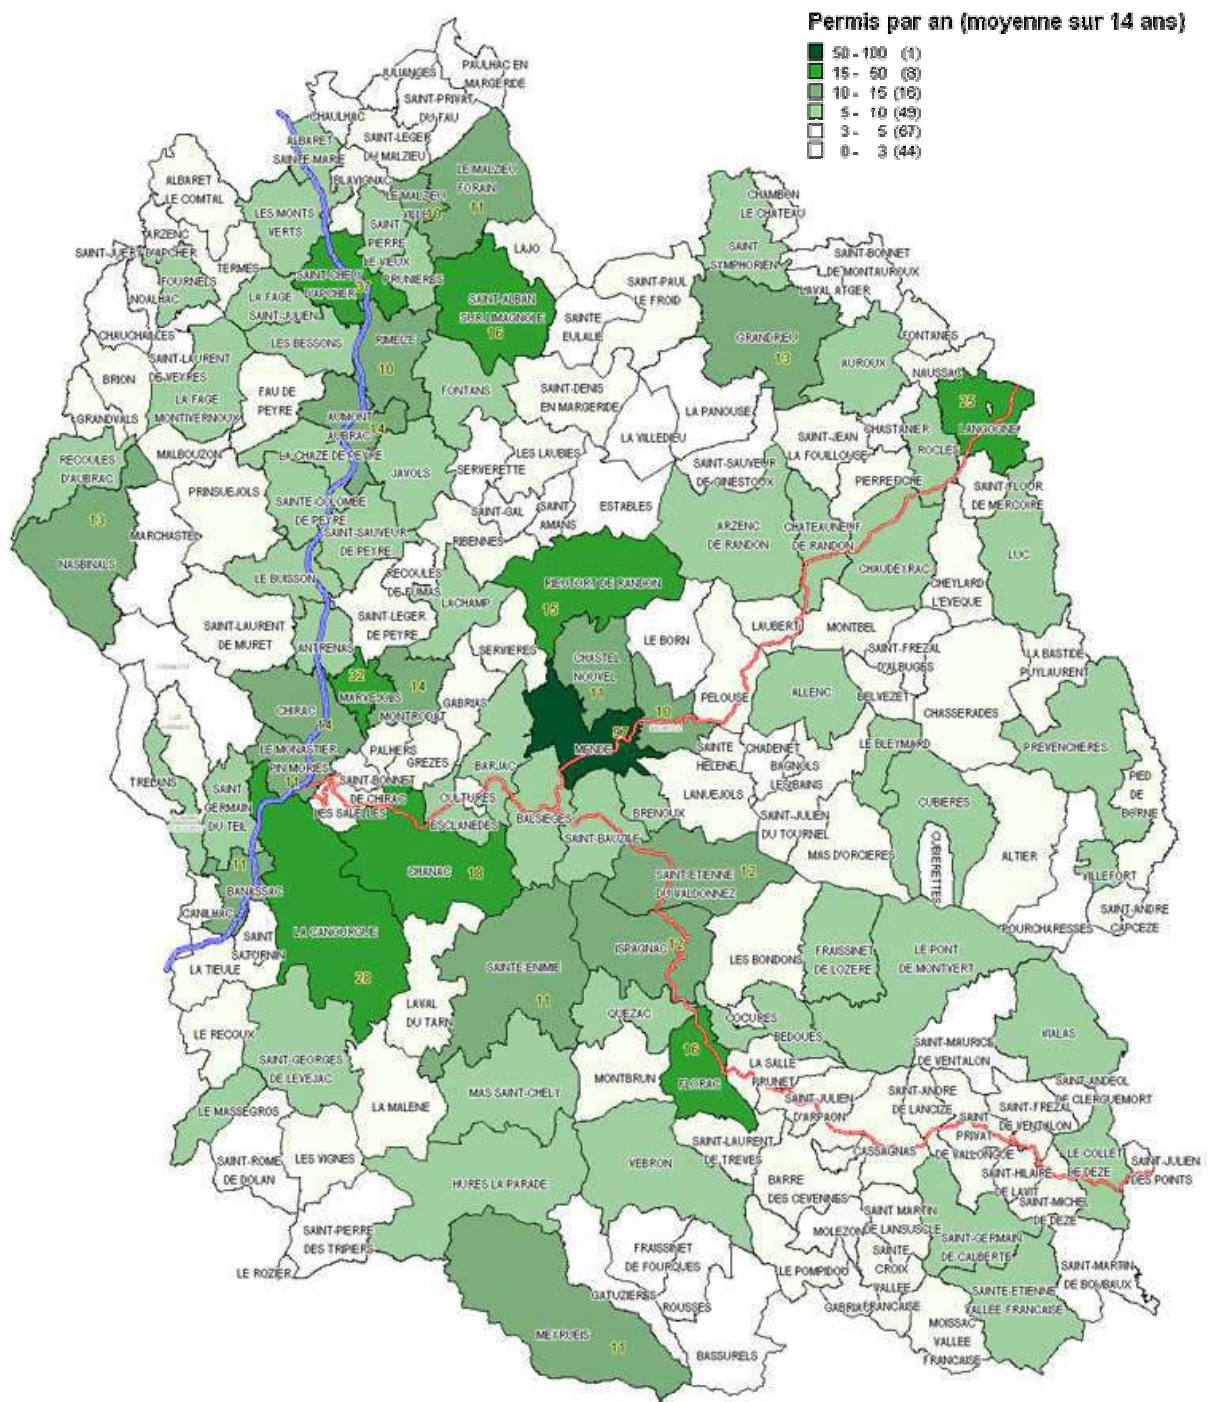 Permis par an (moyenne sur 14 ans)
50 - 100 (1)
15 - 50 (8)
10 - 15 (16)
5 - 10 (49)
3 - 5 (67)
0 - 3 (44)
JULIANGES
PAULHAC EN
MARGERIDE
SAINT-PRIVAT
DU FAU
CHAULHAC
SAINT-LEGER
DU MALZIEU
ALBARET
SAINTE-MARIE
BLAVIGNAC
LE MALZIEU
FORAIN
11
LE MALZIEU
VILLE
10
ALBARET
LE COMTAL
LES MONTS
VERTS
SAINT
PIERRE
LE VIEUX
PRUNIERES
LAJO
CHAMBON
LE CHATEAU
SAINT
SYMPHORIEN
SAINT-BONNET
DE MONTAUROUX
LAVAL ATGER
ARZENC
D'APCHER
TERMES
FOURNELS
NOALHAC
SAINT-CHELY
D'APCHER
LA FAGE
SAINT-JULIEN
SAINT-ALBAN
SUR LIMAGNOLE
16
SAINT-PAUL
LE FROID
SAINTE
EULALIE
GRANDRIEU
13
FONTANES
CHAUCHAILLES
LES BESSONS
RIMEIZE
10
SAINT-LAURENT
DE VEYRES
BRION
LA FAGE
MONTIVERNOUX
FAU DE
PEYRE
FONTANS
SAINT-DENIS
EN MARGERIDE
AUROUX
NAUSSAC
25
LANGOGNE
GRANDVALS
AUMONT
AUBRAC
14
LA PANOUSE
LA VILLEDIEU
CHASTANIER
SAINT-JEAN
LA FOUILLOUSE
ROCLES
MALBOUZON
LA CHAZE DE PEYRE
LES LAUBIES
RECOULES
D'AUBRAC
JAVOLS
SERVERETTE
SAINT-SAUVEUR
DE GINESTOUX
PIERREFICHE
SAINT-FLOUR
DE MERCOIRE
PRINSUEJOLS
SAINTE-COLOMBE
DE PEYRE
SAINT-GAL
SAINT
AMANS
ESTABLES
13
NASBINALS
MARCHASTEL
SAINT-SAUVEUR
DE PEYRE
RIBENNES
ARZENC
DE RANDON
CHATEAUNEUF
DE RANDON
LUC
LE BUISSON
RECOULES
DE FUMAS
LACHAMP
RIEUTORT DE RANDON
15
CHAUDEYRAC
CHEYLARD
L'EVEQUE
SAINT-LAURENT
DE MURET
SAINT-LEGER
DE PEYRE
LE BORN
LAUBERT
MONTBEL
ANTRENAS
SERVIERES
SAINT-FREZAL
D'ALBUGES
LA BASTIDE
PUYLAURENT
32
MARVEJOLS
14
MONTRODAT
CHASTEL
NOUVEL
11
CHIRAC
14
GABRIAS
10
PELOUSE
ALLENC
BELVEZET
CHASSERADES
LE MONASTIER
PIN MORIES
11
PALHERS
GREZES
97
MENDE
SAINTE
HELENE
CHADENET
BAGNOLS
LES BAINS
LE BLEYMARD
PREVENCHERES
TRELANS
SAINT
GERMAIN
DU TEIL
SAINT-BONNET
DE CHIRAC
LES SALELLES
BARJAC
CULTURES
ESCLANEDES
BALSIEGES
BRENOUX
SAINT-BAUZILE
LANUEJOLS
PIED
DE
BORNE
SAINT-JULIEN
DU TOURNEL
CUBIERES
CUBIERETTES
MAS D'ORCIERES
ALTIER
VILLEFORT
11
BANASSAC
CHANAC
18
SAINT-ETIENNE
DU VALDONNEZ
12
CANILHAC
SAINT
SATURNIN
LA CANOURGUE
28
SAINT-ANDRE
CAPCEZE
POURCHARESSES
LA TIEULE
SAINTE-ENIMIE
11
ISPAGNAC
12
LES BONDONS
FRAISSINET
DE LOZERE
LE PONT
DE MONTVERT
LAVAL
DU TARN
LE RECOUX
QUEZAC
COCURES
BEDOUES
VIALAS
SAINT-GEORGES
DE LEVEJAC
16
FLORAC
SAINT-MAURICE
DE VENTALON
LA SALLE
PRUNET
MONTBRUN
LE MASSEGROS
LA MALENE
MAS SAINT-CHELY
SAINT-JULIEN
D'ARPAON
SAINT-ANDRE
DE LANCIZE
SAINT-ANDEOL
DE CLERGUEMORT
SAINT-FREZAL
DE VENTALON
SAINT
PRIVAT
DE VALLONGUE
SAINT-LAURENT
DE TREVES
CASSAGNAS
LE COLLET
DE DEZE
SAINT-JULIEN
DES POINTS
SAINT-ROME
DE DOLAN
LES VIGNES
HURES LA PARADE
VEBRON
BARRE
DES CEVENNES
SAINT-HILAIRE
DE LAVIT
SAINT-MICHEL
DE DEZE
SAINT-PIERRE
DES TRIPIERS
LE ROZIER
MOLEZON
SAINT MARTIN
DE LANSUSCLE
SAINT-GERMAIN
DE CALBERTE
FRAISSINET
DE FOURQUES
LE POMPIDOU
SAINTE
CROIX
VALLEE
FRANCAISE
SAINT-MARTIN
DE BOUBAUX
GATUZIERES
ROUSSES
SAINTE-ETIENNE
VALLEE FRANCAISE
MEYRUEIS
11
BASSURELS
MOISSAC
VALLEE
FRANCAISE